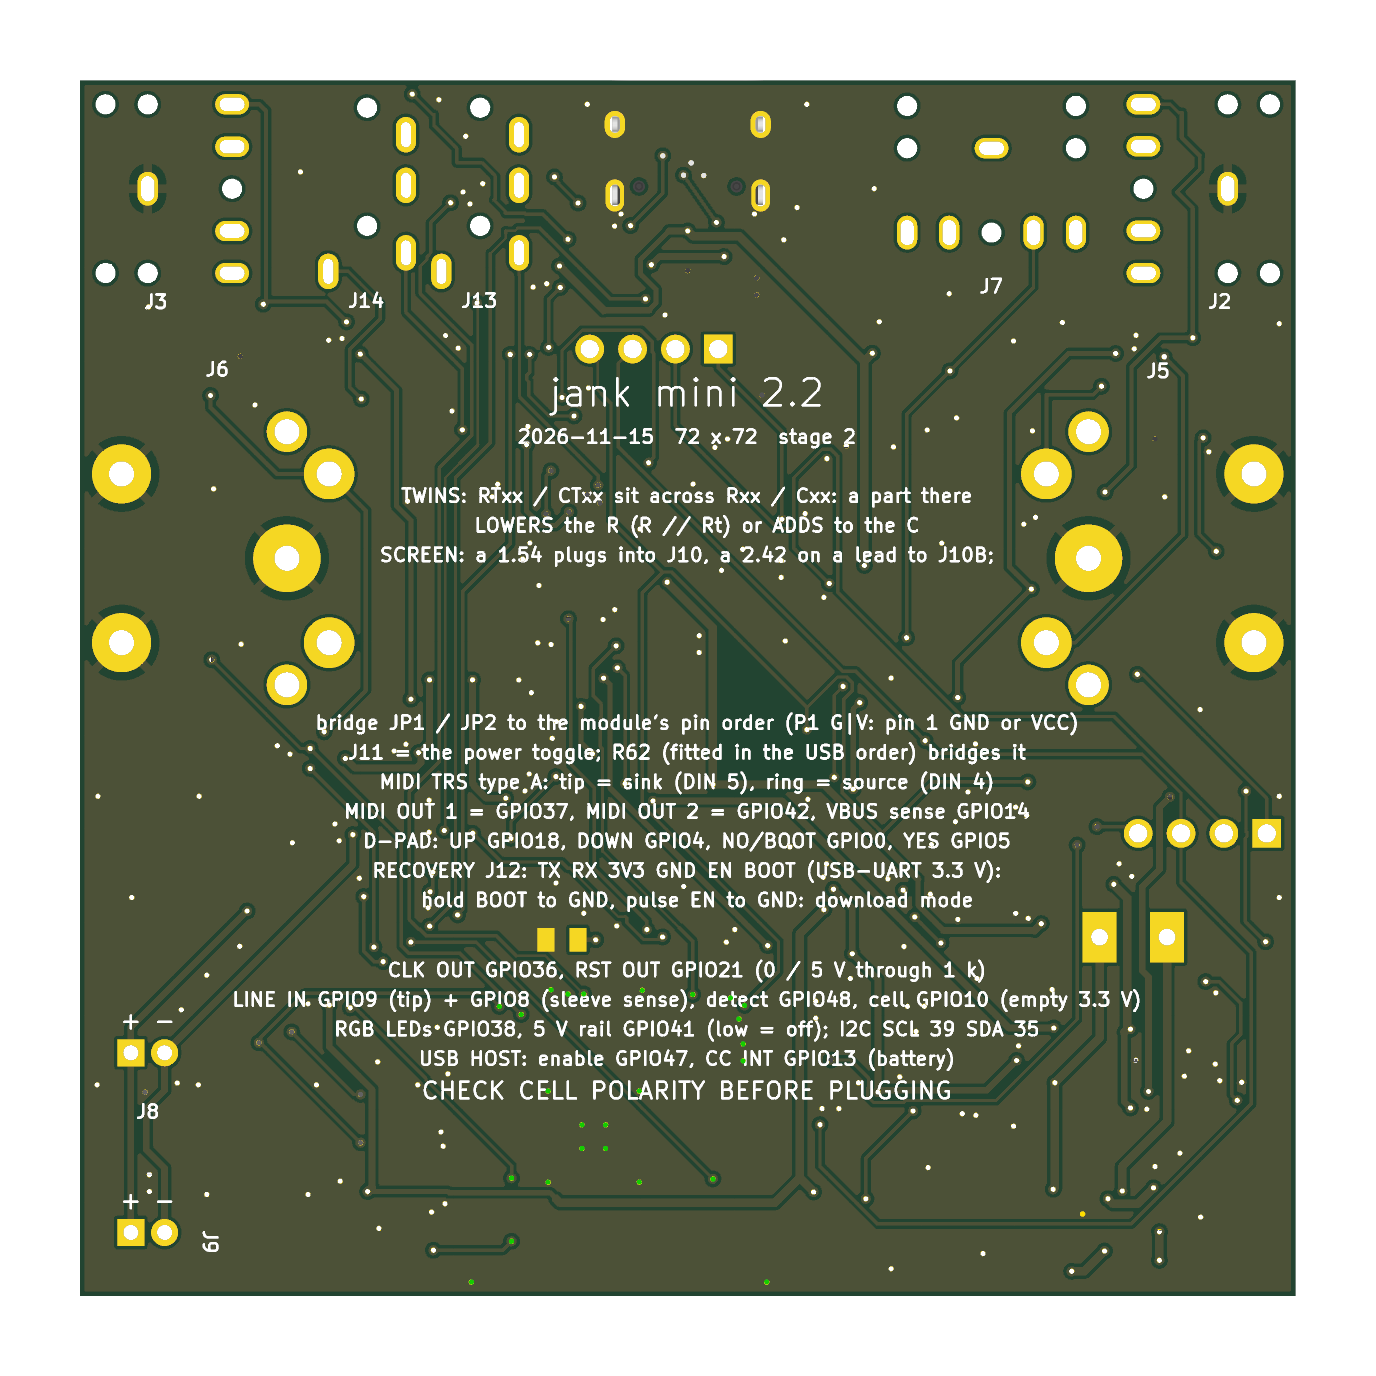 J3
J14
J13
J7
J2
J6
J5
jank mini 2.2
2026-11-15 72 x 72 stage 2
TWINS: RTxx / CTxx sit across Rxx / Cxx: a part there
LOWERS the R (R // Rt) or ADDS to the C
SCREEN: a 1.54 plugs into J10, a 2.42 on a lead to J10B;
bridge JP1 / JP2 to the module's pin order (P1 G|V: pin 1 GND or VCC)
J11 = the power toggle; R62 (fitted in the USB order) bridges it
MIDI TRS type A: tip = sink (DIN 5), ring = source (DIN 4)
MIDI OUT 1 = GPIO37, MIDI OUT 2 = GPIO42, VBUS sense GPIO14
D-PAD: UP GPIO18, DOWN GPIO4, NO/BOOT GPIO0, YES GPIO5
RECOVERY J12: TX RX 3V3 GND EN BOOT (USB-UART 3.3 V):
hold BOOT to GND, pulse EN to GND: download mode
CLK OUT GPIO36, RST OUT GPIO21 (0 / 5 V through 1 k)
LINE IN GPIO9 (tip) + GPIO8 (sleeve sense), detect GPIO48, cell GPIO10 (empty 3.3 V)
+ -
RGB LEDs GPIO38, 5 V rail GPIO41 (low = off); I2C SCL 39 SDA 35
USB HOST: enable GPIO47, CC INT GPIO13 (battery)
CHECK CELL POLARITY BEFORE PLUGGING
J8
+ -
J9